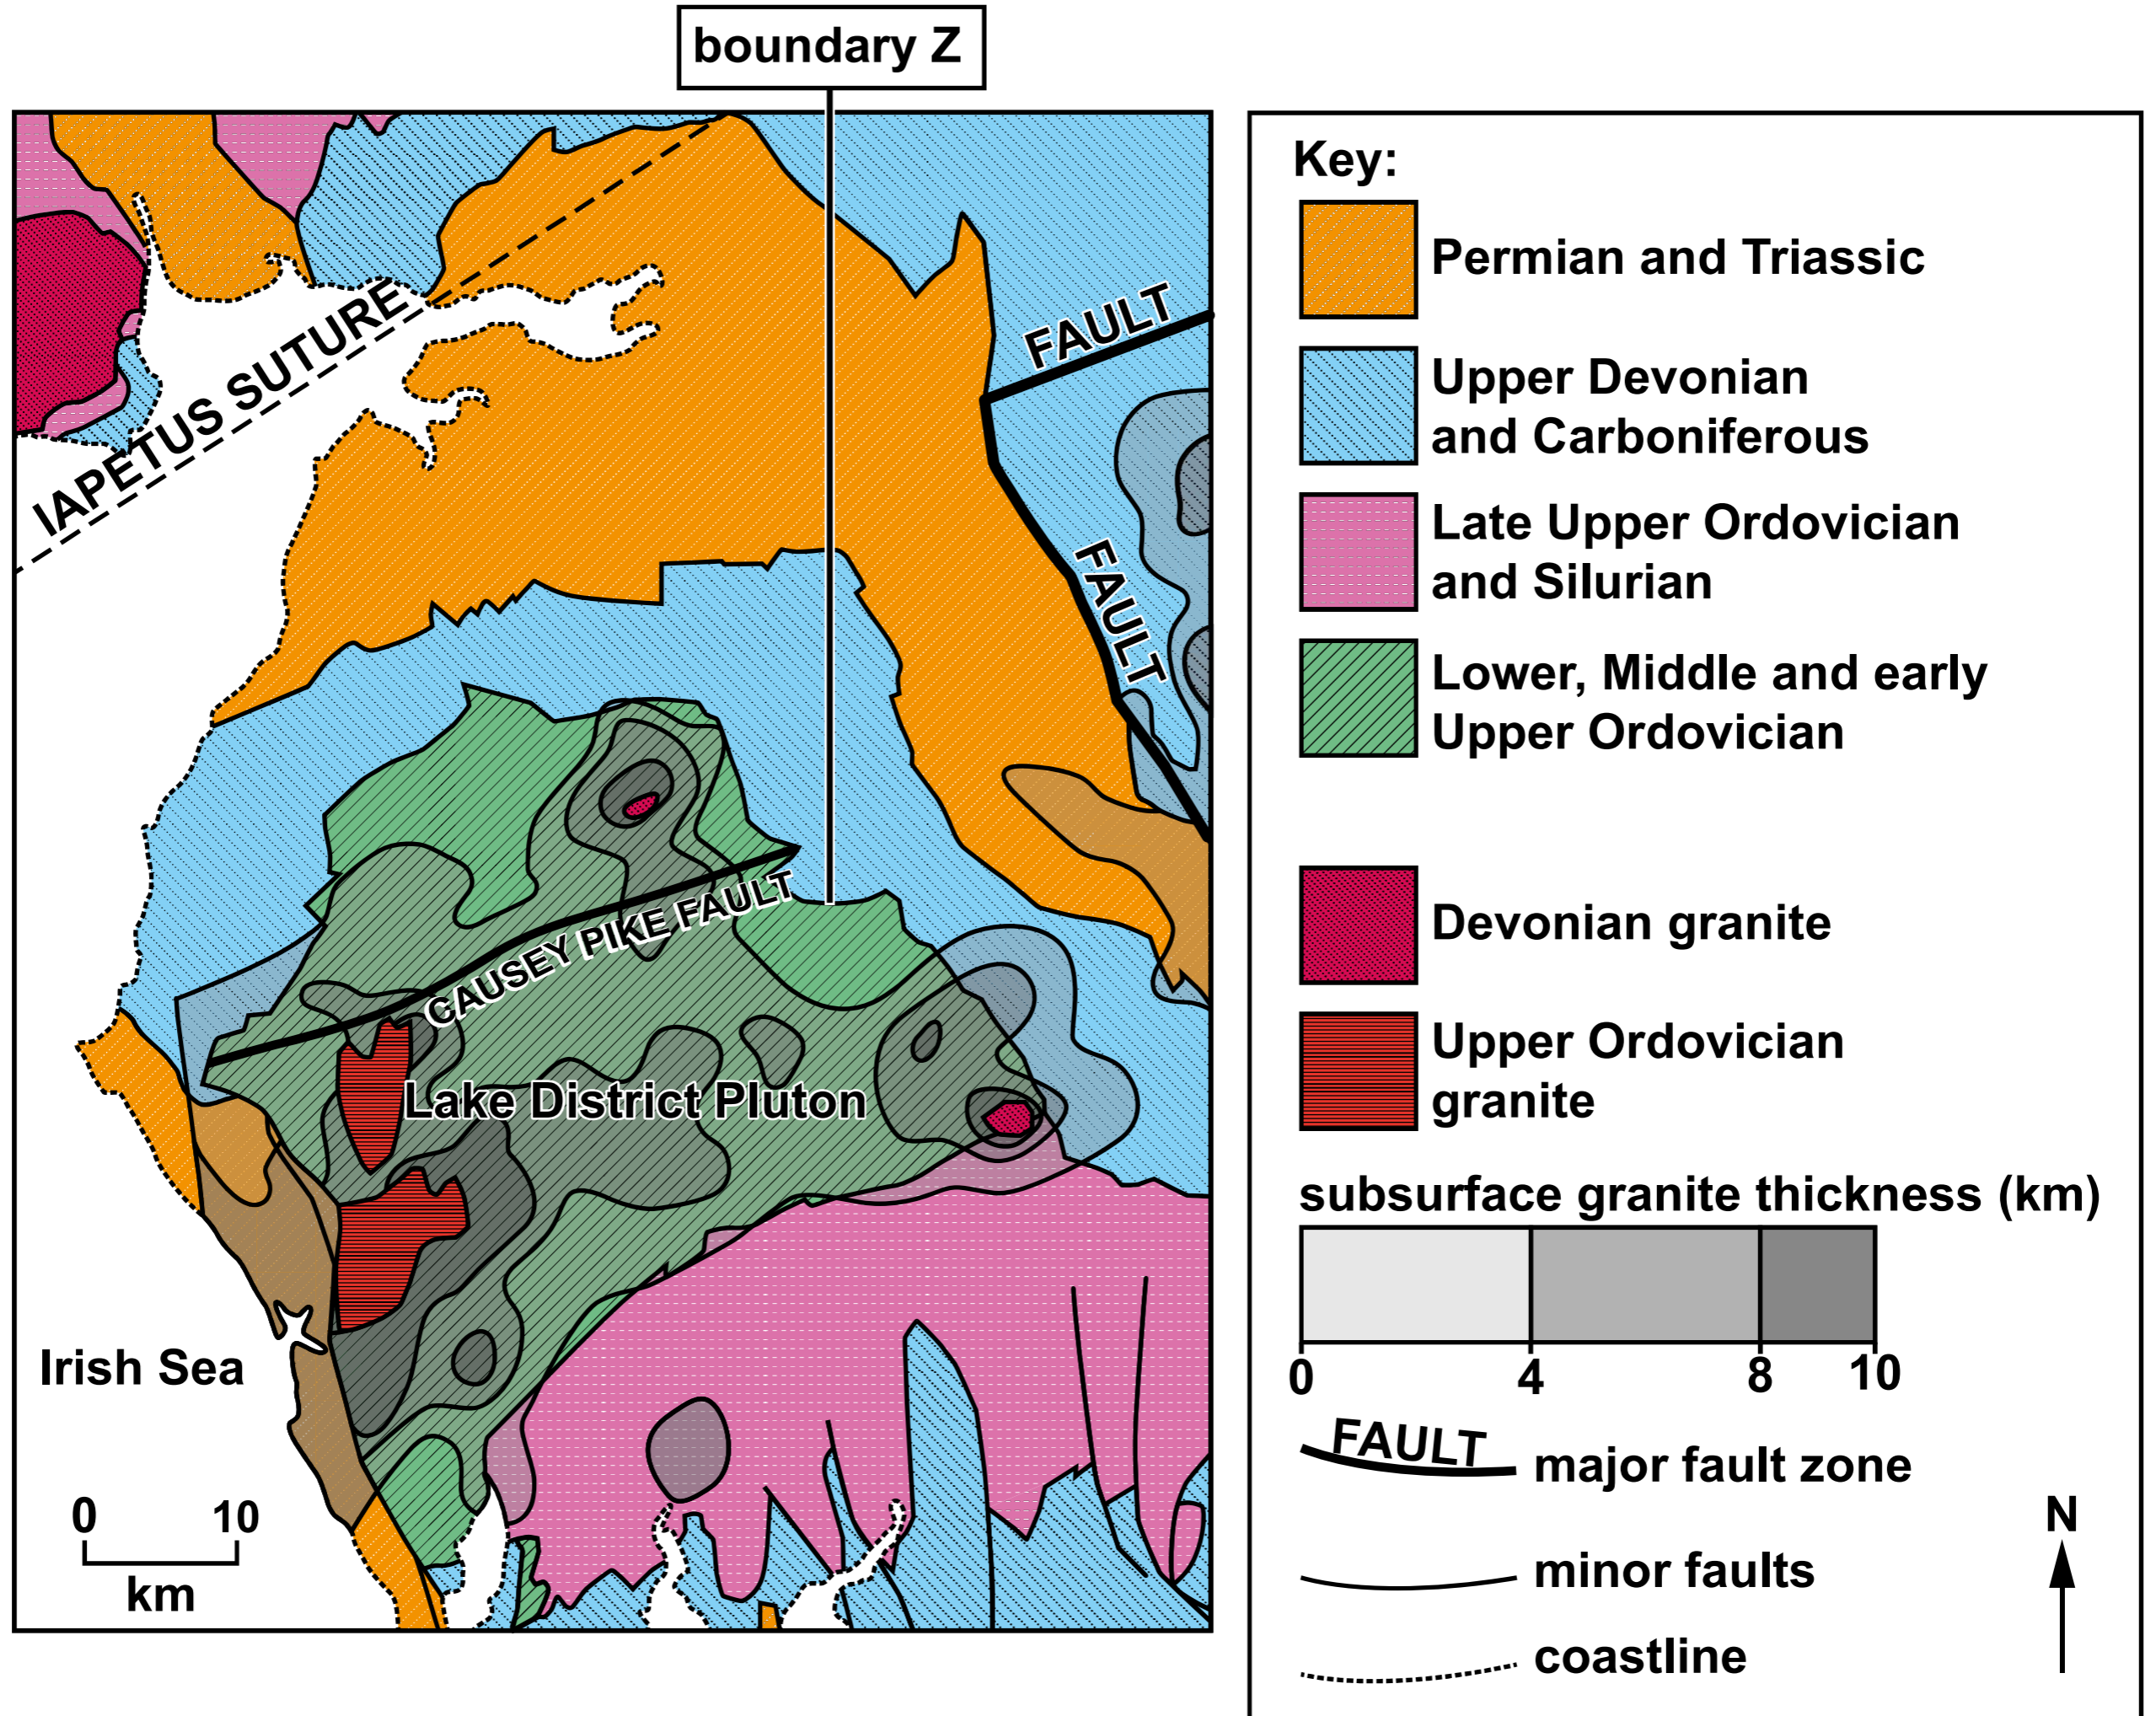 boundary Z
IAPETUS SUTURE
FAULT
FAULT
CAUSEY PIKE FAULT
Lake District Pluton
Irish Sea
0 10
km
Key:
Permian and Triassic
Upper Devonian
and Carboniferous
Late Upper Ordovician
and Silurian
Lower, Middle and early
Upper Ordovician
Devonian granite
Upper Ordovician
granite
subsurface granite thickness (km)
0 4 8 10
FAULT
major fault zone
minor faults
coastline
N